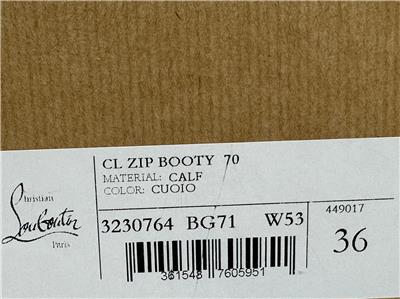 Christian
Louboutin
Paris
CL ZIP BOOTY 70
MATERIAL: CALF
COLOR: CUOIO
3230764 BG71 W53
361548 7605951
449017
36